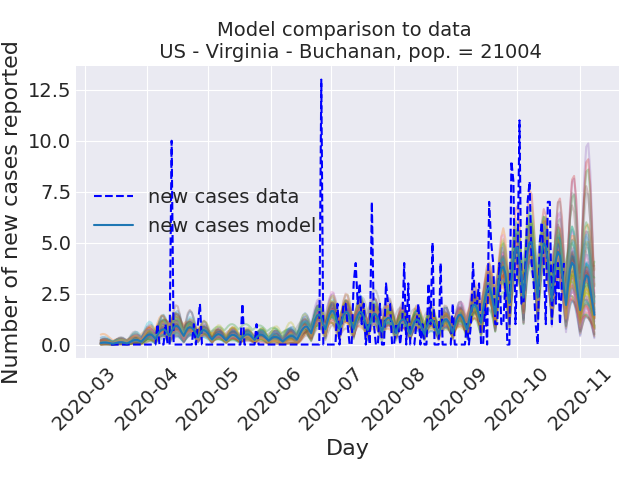 Model comparison to data
US - Virginia - Buchanan, pop. = 21004
Number of new cases reported
12.5
10.0
7.5
5.0
2.5
0.0
new cases data
new cases model
2020-03
2020-04
2020-05
2020-06
2020-07
2020-08
2020-09
2020-10
2020-11
Day